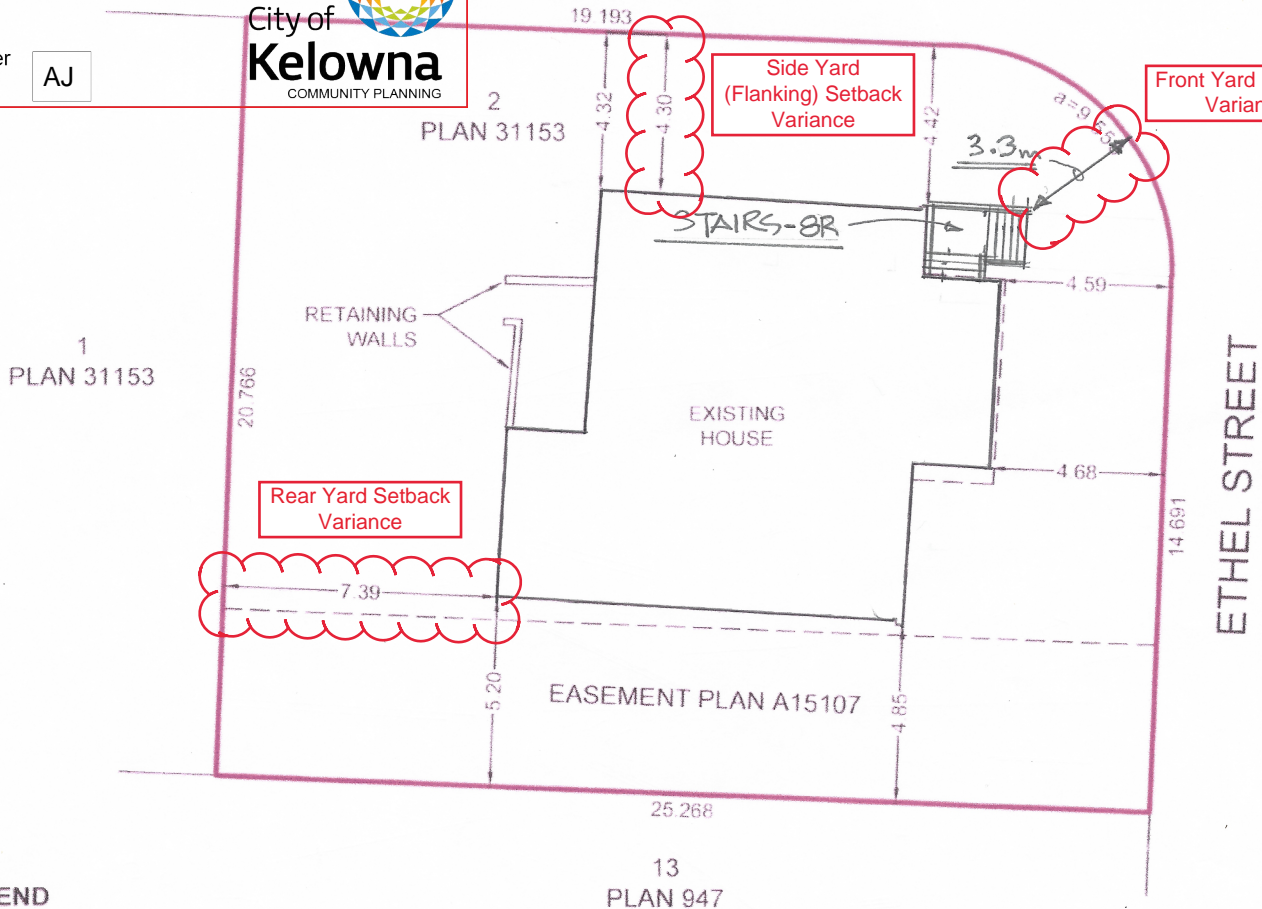 19 193
City of
Kelowna
COMMUNITY PLANNING
er
AJ
2
PLAN 31153
4.32
4.30
Side Yard
(Flanking) Setback
Variance
4.42
Front Yard
Varian
3.3m
STAIRS-8R
4.59
RETAINING
WALLS
1
PLAN 31153
20.766
EXISTING
HOUSE
ETHEL STREET
4.68
14.691
Rear Yard Setback
Variance
7.39
5.20
EASEMENT PLAN A15107
4.85
25.268
13
PLAN 947
END